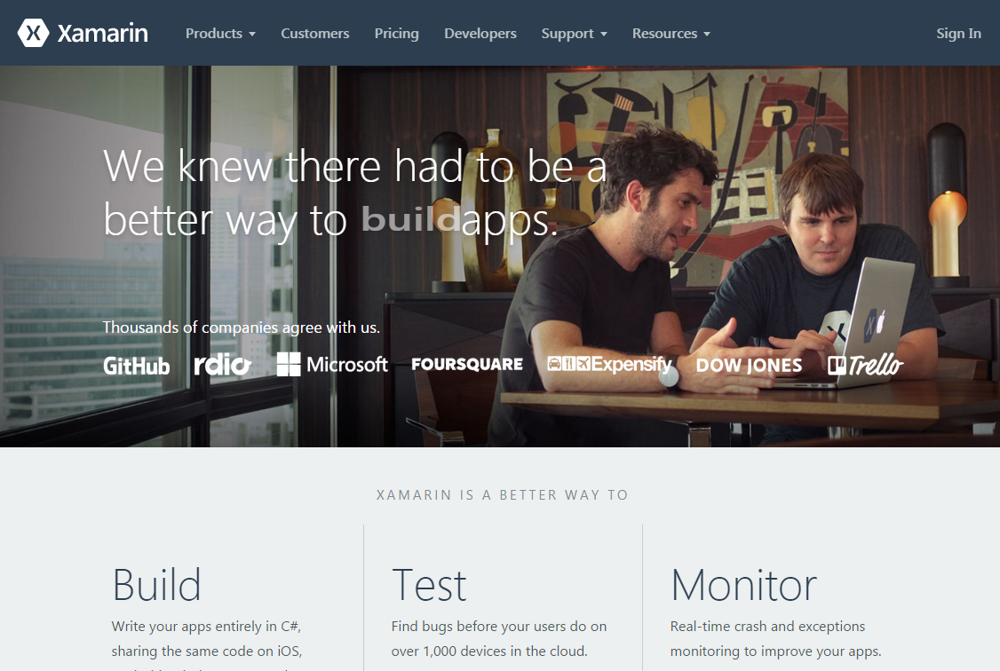 Xamarin
Products
Customers
Pricing
Developers
Support
Resources
Sign In
We knew there had to be a
better way to build apps.
Thousands of companies agree with us.
GitHub
rdio
Microsoft
FOURSQUARE
Expensify
DOW JONES
Trello
XAMARIN IS A BETTER WAY TO
Build
Write your apps entirely in C#,
sharing the same code on iOS,
Test
Find bugs before your users do on
over 1,000 devices in the cloud.
Monitor
Real-time crash and exceptions
monitoring to improve your apps.